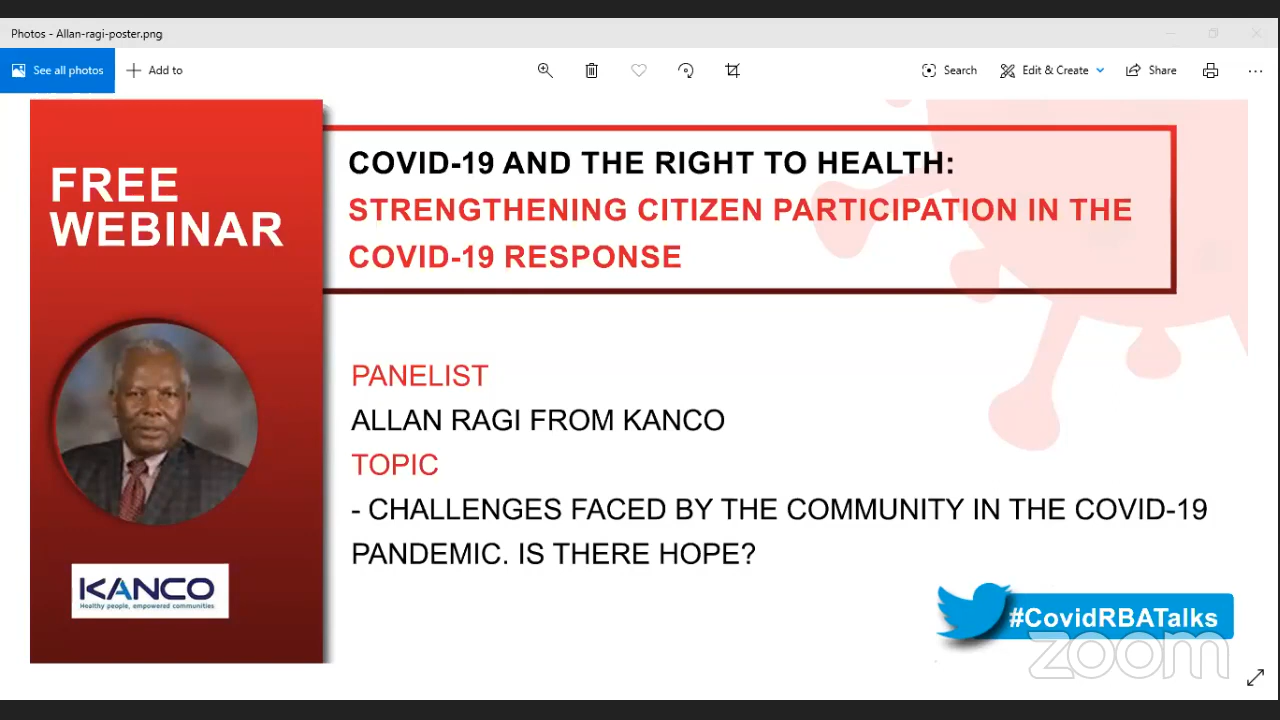 Photos - Allan-ragi-poster.png
See all photos
Add to
Search
Edit & Create
Share
FREE
WEBINAR
COVID-19 AND THE RIGHT TO HEALTH:
STRENGTHENING CITIZEN PARTICIPATION IN THE
COVID-19 RESPONSE
PANELIST
ALLAN RAGI FROM KANCO
TOPIC
- CHALLENGES FACED BY THE COMMUNITY IN THE COVID-19
PANDEMIC. IS THERE HOPE?
KANCO
Healthy people, empowered communities
#CovidRBATalks
zoom